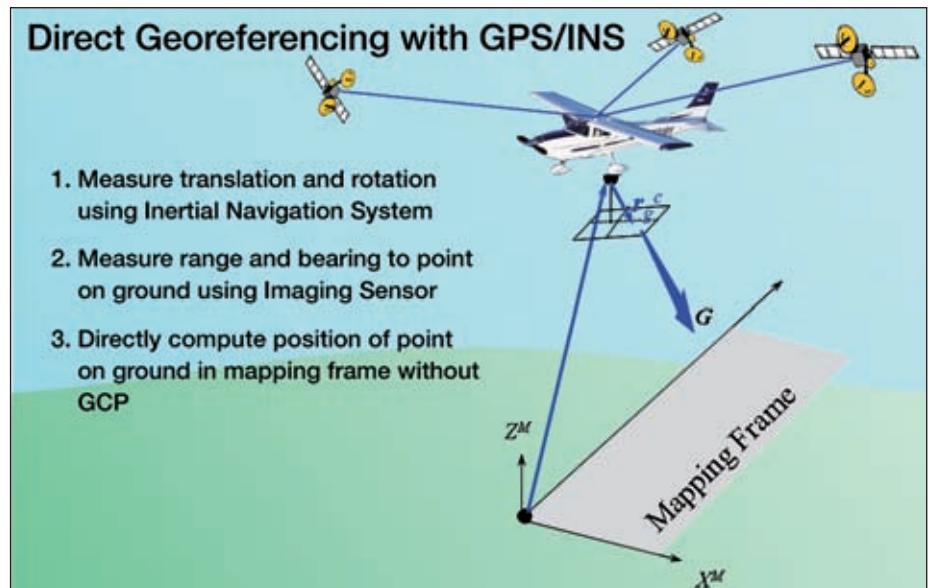 Direct Georeferencing with GPS/INS
1. Measure translation and rotation
using Inertial Navigation System
2. Measure range and bearing to point
on ground using Imaging Sensor
3. Directly compute position of point
on ground in mapping frame without
GCP
r c
g
G
Z^M
Mapping Frame
X^M